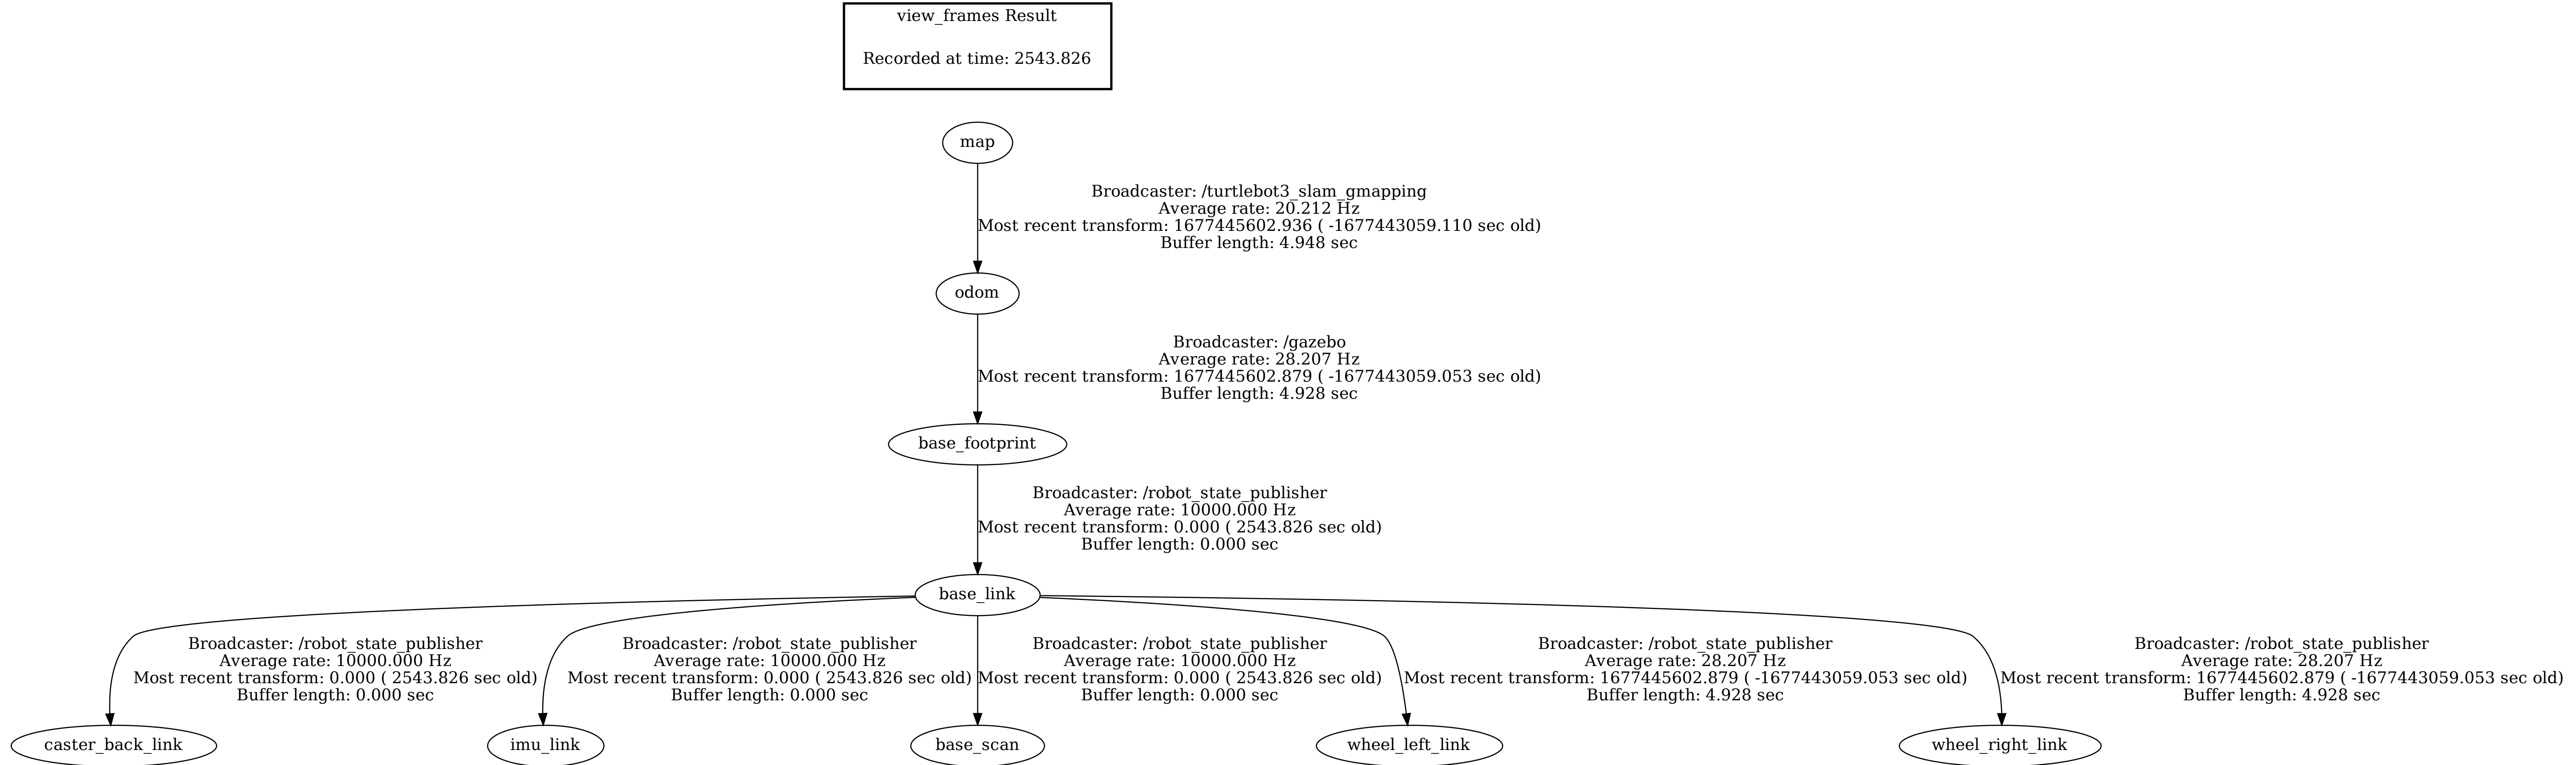 view_frames Result
Recorded at time: 2543.826
map
Broadcaster: /turtlebot3_slam_gmapping
Average rate: 20.212 Hz
Most recent transform: 1677445602.936 ( -1677443059.110 sec old)
Buffer length: 4.948 sec
odom
Broadcaster: /gazebo
Average rate: 28.207 Hz
Most recent transform: 1677445602.879 ( -1677443059.053 sec old)
Buffer length: 4.928 sec
base_footprint
Broadcaster: /robot_state_publisher
Average rate: 10000.000 Hz
Most recent transform: 0.000 ( 2543.826 sec old)
Buffer length: 0.000 sec
base_link
Broadcaster: /robot_state_publisher
Average rate: 10000.000 Hz
Most recent transform: 0.000 ( 2543.826 sec old)
Buffer length: 0.000 sec
Broadcaster: /robot_state_publisher
Average rate: 10000.000 Hz
Most recent transform: 0.000 ( 2543.826 sec old)
Buffer length: 0.000 sec
Broadcaster: /robot_state_publisher
Average rate: 10000.000 Hz
Most recent transform: 0.000 ( 2543.826 sec old)
Buffer length: 0.000 sec
Broadcaster: /robot_state_publisher
Average rate: 28.207 Hz
Most recent transform: 1677445602.879 ( -1677443059.053 sec old)
Buffer length: 4.928 sec
Broadcaster: /robot_state_publisher
Average rate: 28.207 Hz
Most recent transform: 1677445602.879 ( -1677443059.053 sec old)
Buffer length: 4.928 sec
caster_back_link
imu_link
base_scan
wheel_left_link
wheel_right_link